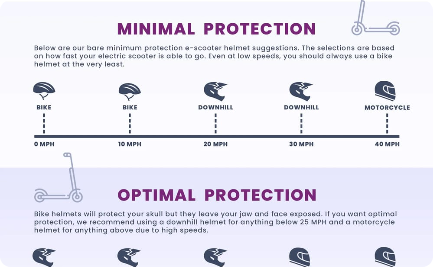 MINIMAL PROTECTION
Below are our bare minimum protection e-scooter helmet suggestions. The selections are based
on how fast your electric scooter is able to go. Even at low speeds, you should always use a bike
helmet at the very least.
BIKE BIKE DOWNHILL DOWNHILL MOTORCYCLE
0 MPH 10 MPH 20 MPH 30 MPH 40 MPH
OPTIMAL PROTECTION
Bike helmets will protect your skull but they leave your jaw and face exposed. If you want optimal
protection, we recommend using a downhill helmet for anything below 25 MPH and a motorcycle
helmet for anything above due to high speeds.